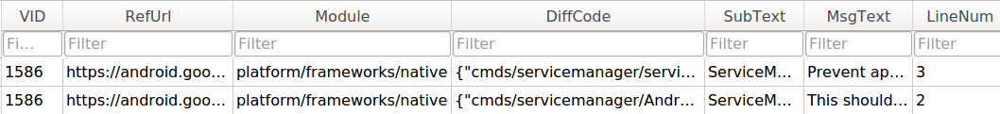 VID RefUrl Module DiffCode SubText MsgText LineNum
Fi... Filter Filter Filter Filter Filter Filter
1586 https://android.goo... platform/frameworks/native {"cmds/servicemanager/servi... ServiceM... Prevent ap... 3
1586 https://android.goo... platform/frameworks/native {"cmds/servicemanager/Andr... ServiceM... This should... 2